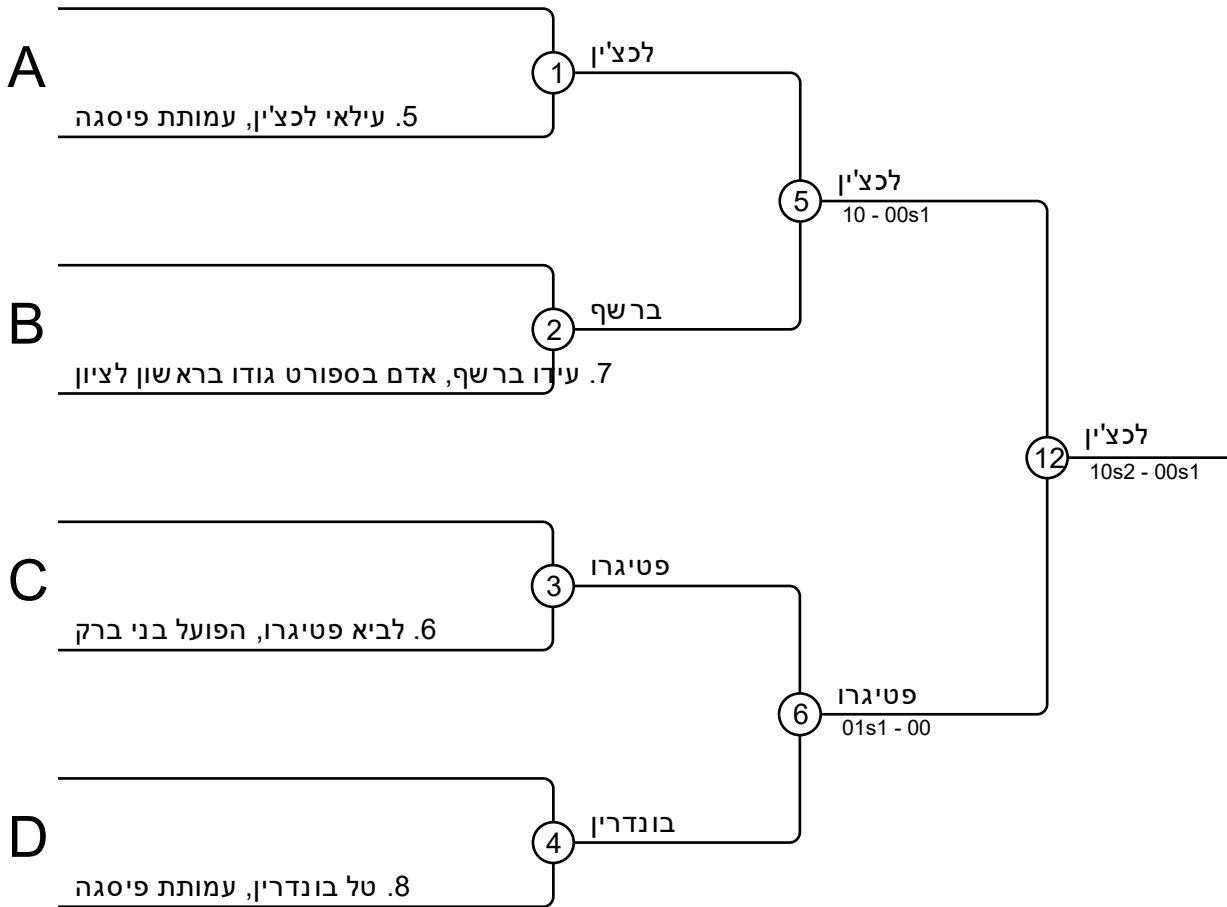 A
1
לכצ'ין
5. עילאי לכצ'ין, עמותת פיסגה
5
לכצ'ין
10 - 00s1
B
2
ברשף
7. עידו ברשף, אדם בספורט גודו בראשון לציון
12
לכצ'ין
10s2 - 00s1
C
3
פטיגרו
6. לביא פטיגרו, הפועל בני ברק
6
פטיגרו
01s1 - 00
D
4
בונדרין
8. טל בונדרין, עמותת פיסגה